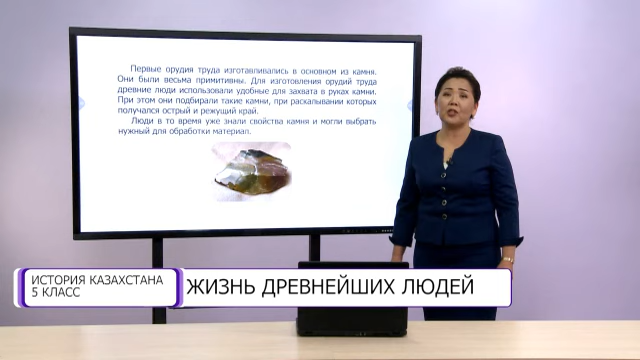 Первые орудия труда изготавливались в основном из камня.
Они были весьма примитивны. Для изготовления орудий труда
древние люди использовали удобные для захвата в руках камни.
При этом они подбирали такие камни, при раскалывании которых
получался острый и режущий край.
Люди в то время уже знали свойства камня и могли выбрать
нужный для обработки материал.
ИСТОРИЯ КАЗАХСТАНА
5 КЛАСС
ЖИЗНЬ ДРЕВНЕЙШИХ ЛЮДЕЙ